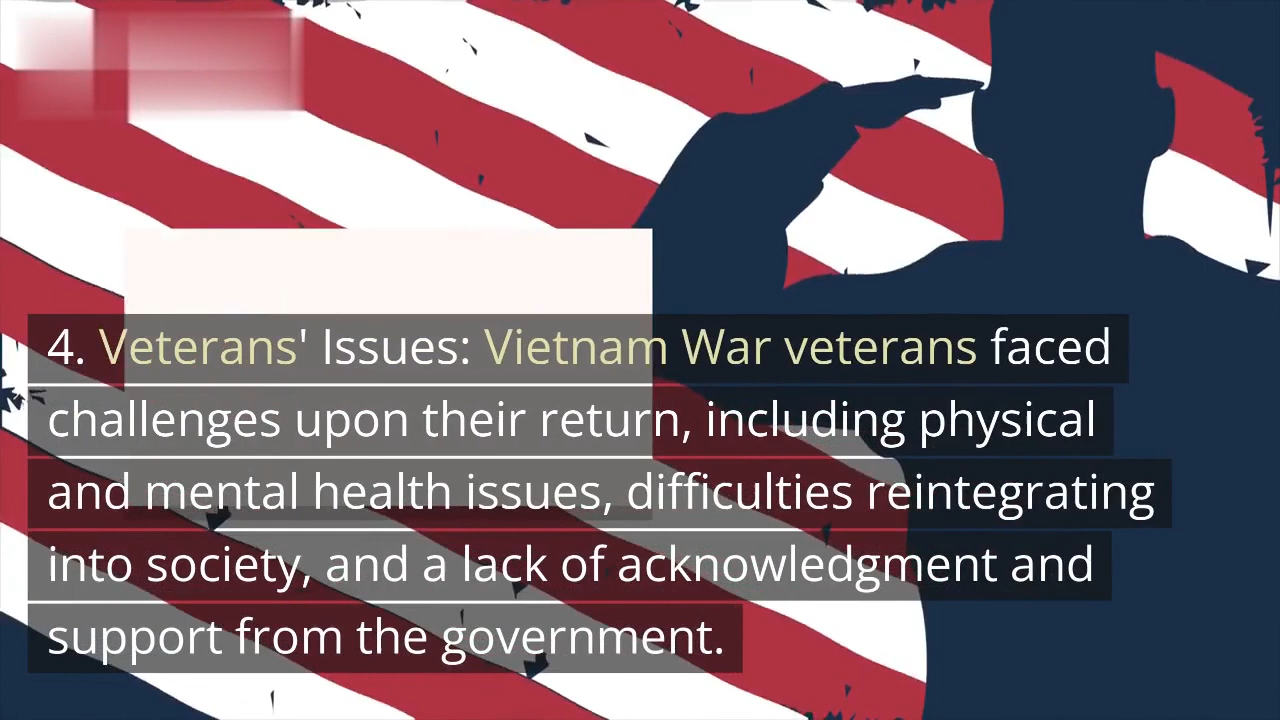 4. Veterans' Issues: Vietnam War veterans faced
challenges upon their return, including physical
and mental health issues, difficulties reintegrating
into society, and a lack of acknowledgment and
support from the government.